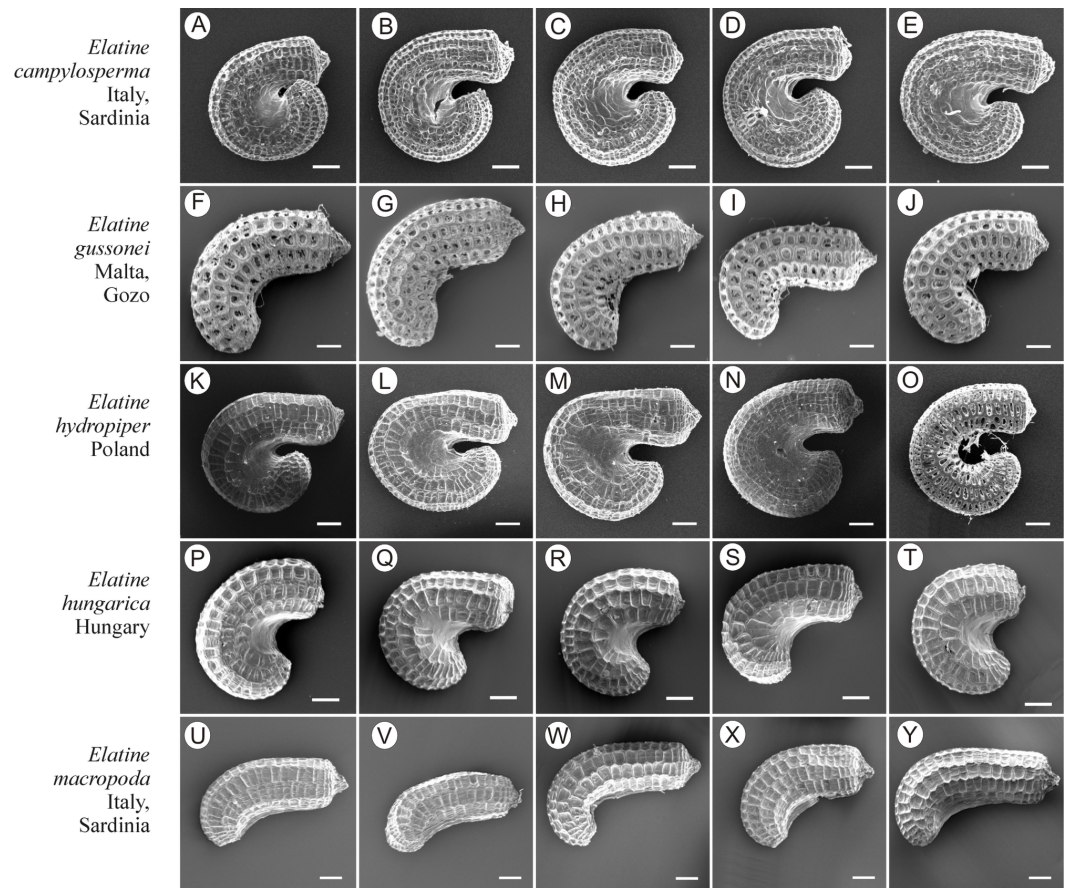 Elatine
campylosperma
Italy,
Sardinia
A B C D E
Elatine
gussonei
Malta,
Gozo
F G H I J
Elatine
hydropiper
Poland
K L M N O
Elatine
hungarica
Hungary
P Q R S T
Elatine
macropoda
Italy,
Sardinia
U V W X Y